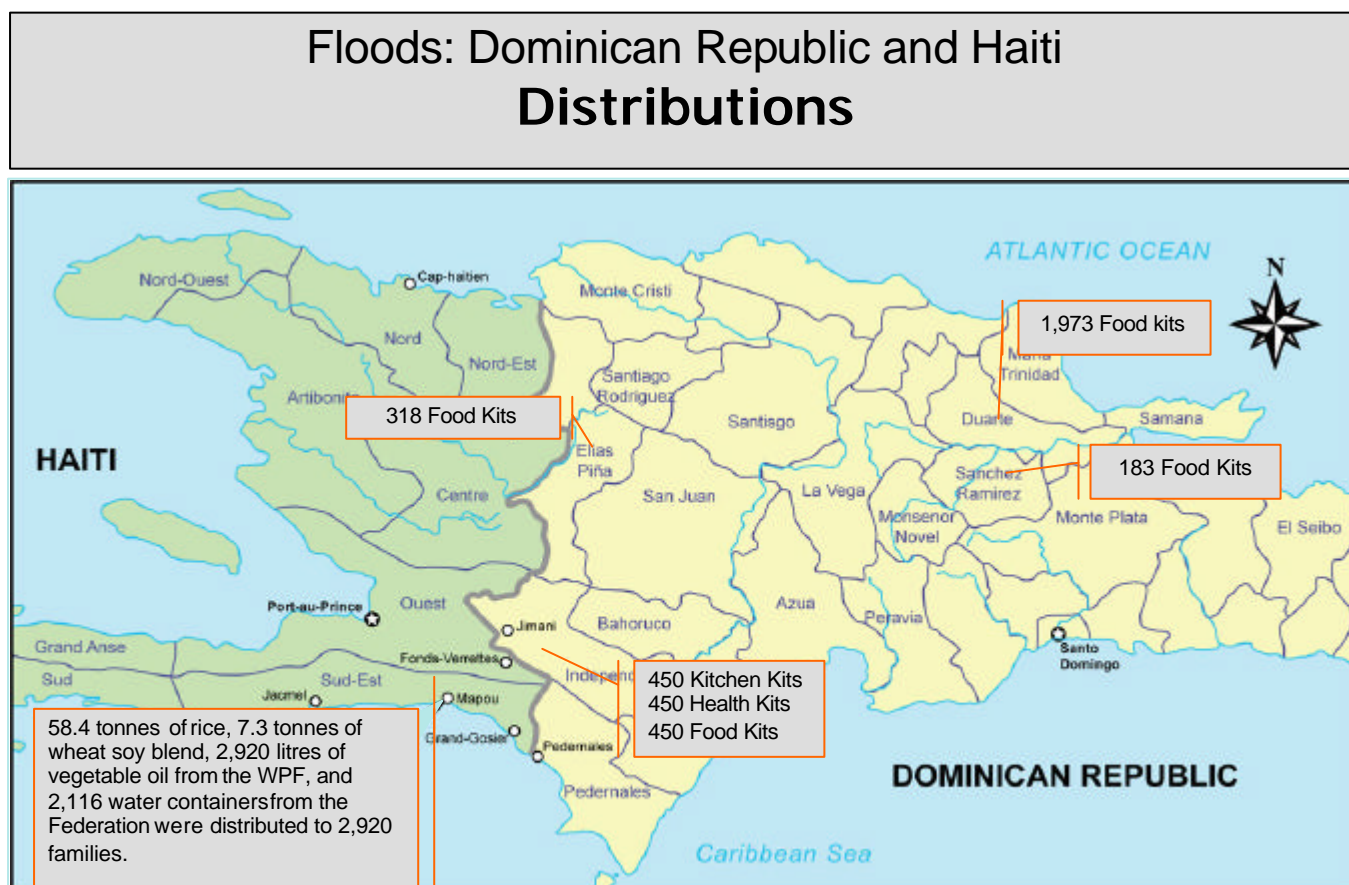 Floods: Dominican Republic and Haiti
Distributions
ATLANTIC OCEAN
N
Nord-Ouest
Cap-haïtien
Monte Cristi
1,973 Food kits
Nord
Nord-Est
Maria
Trinidad
Santiago
Rodriguez
Artibonite
318 Food Kits
Santiago
Duarte
Samana
HAITI
Elias
Piña
183 Food Kits
Sanchez
Ramirez
Centre
San Juan
La Vega
Monsenor
Novel
Monte Plata
El Seibo
Ouest
Azua
Peravia
Port-au-Prince
Jimani
Bahoruco
Santo
Domingo
Grand Anse
Fonds-Verrettes
Sud
Sud-Est
Independ
450 Kitchen Kits
450 Health Kits
450 Food Kits
Jacmel
Mapou
Grand-Gosier
Pedernales
58.4 tonnes of rice, 7.3 tonnes of
wheat soy blend, 2,920 litres of
vegetable oil from the WPF, and
2,116 water containersfrom the
Federation were distributed to 2,920
families.
DOMINICAN REPUBLIC
Pedernales
Caribbean Sea